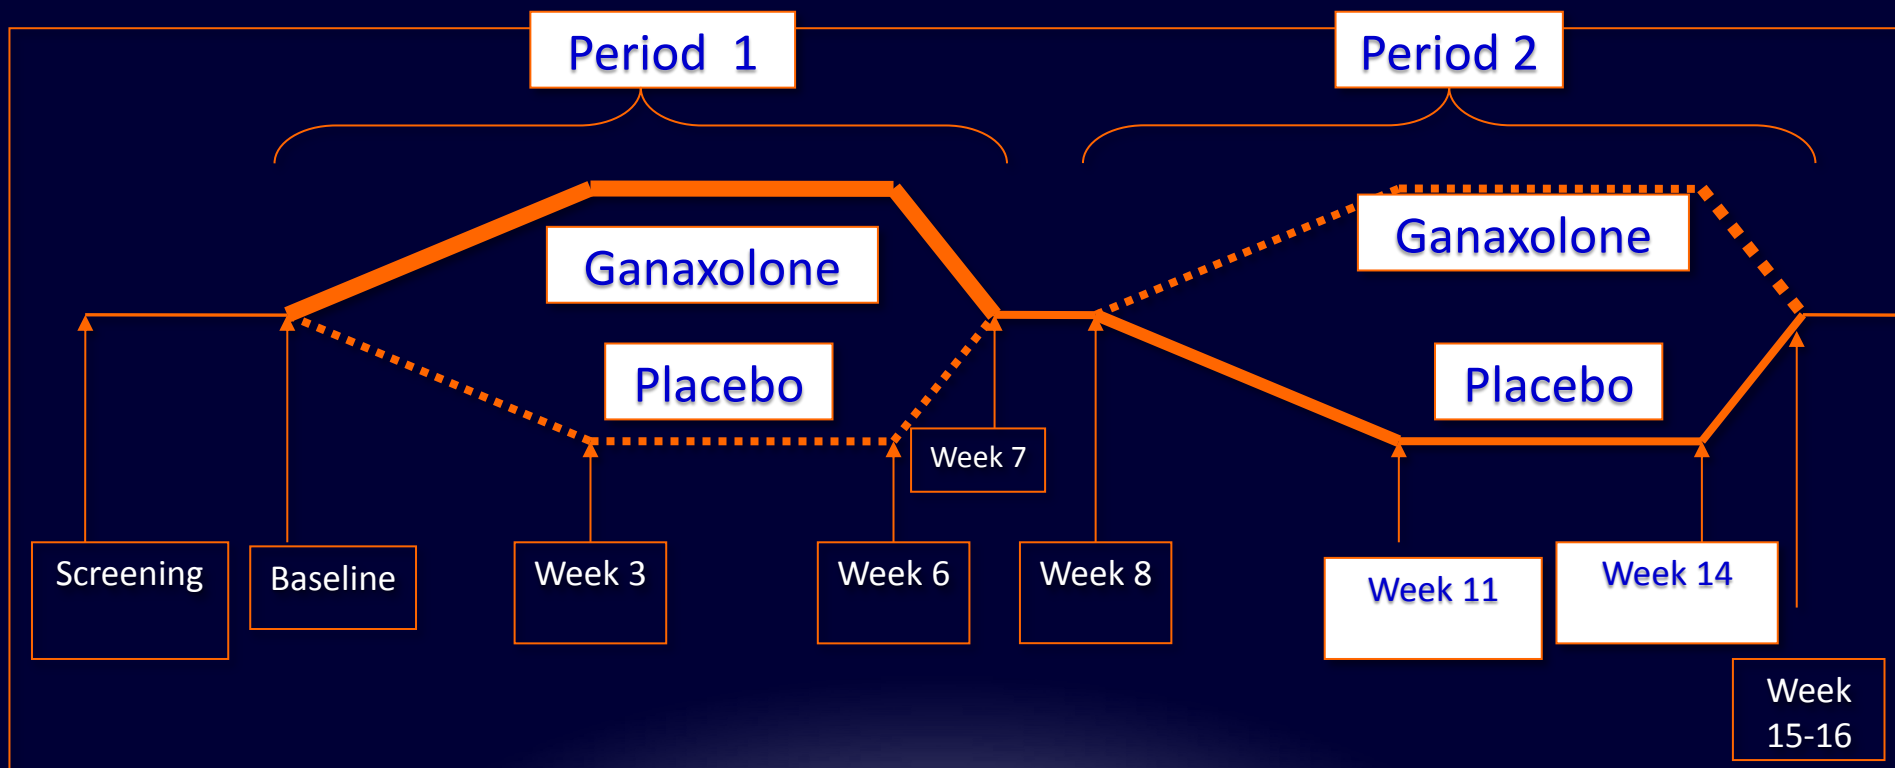 Period 1
Period 2
Ganaxolone
Ganaxolone
Placebo
Placebo
Week 7
Screening
Baseline
Week 3
Week 6
Week 8
Week 11
Week 14
Week
15-16